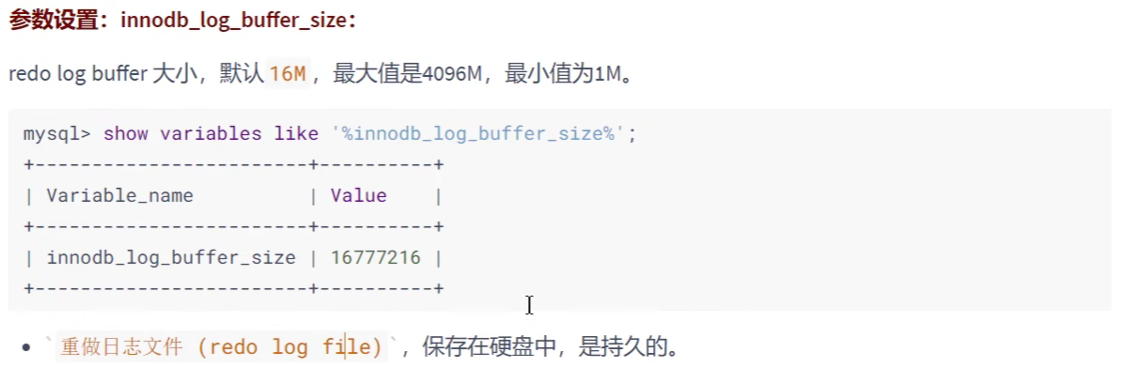 参数设置：innodb_log_buffer_size：
redo log buffer 大小，默认 16M ，最大值是4096M，最小值为1M。
mysql> show variables like '%innodb_log_buffer_size%';
+------------------------+----------+
| Variable_name          | Value    |
+------------------------+----------+
| innodb_log_buffer_size | 16777216 |
+------------------------+----------+
• `重做日志文件 (redo log file)`，保存在硬盘中，是持久的。